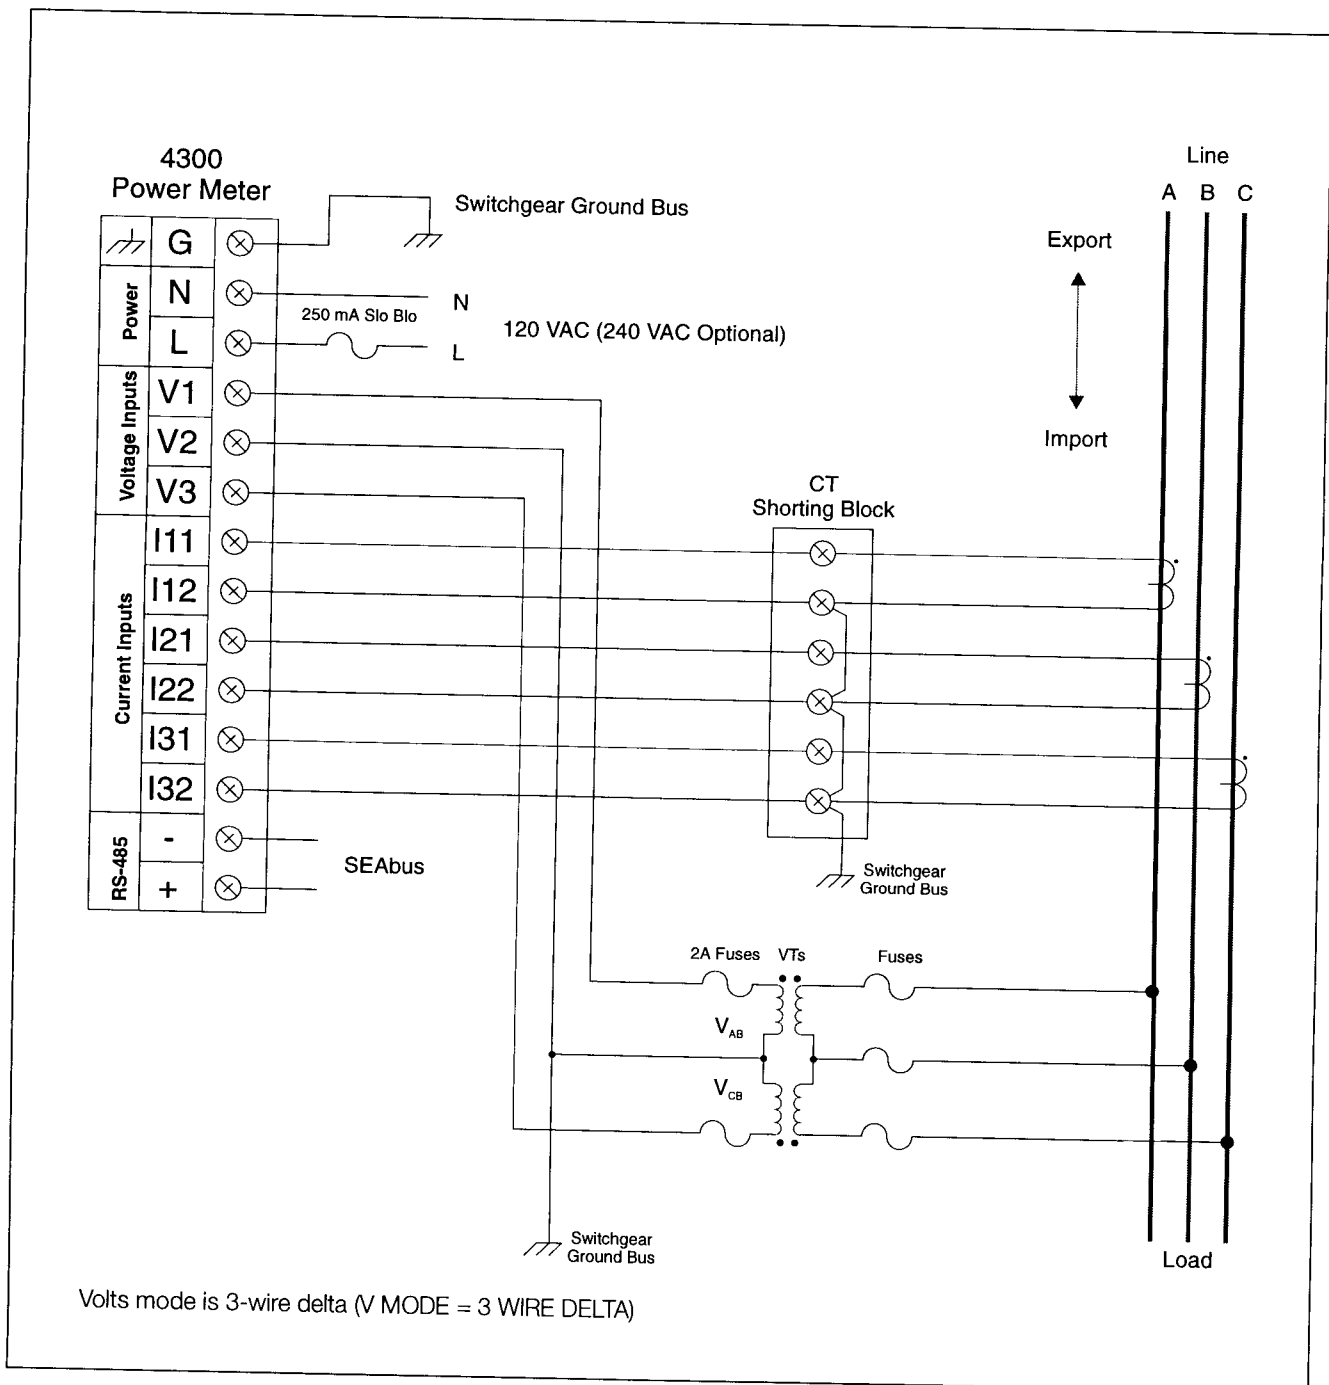 4300
Power Meter
Line
A B C
Switchgear Ground Bus
G
Export
Power
N
N
250 mA Slo Blo
120 VAC (240 VAC Optional)
L
L
Voltage Inputs
V1
V2
V3
Import
CT
Shorting Block
Current Inputs
I11
I12
I21
I22
I31
I32
RS-485
-
+
SEAbus
Switchgear
Ground Bus
2A Fuses VTs Fuses
VAB
VCB
Switchgear
Ground Bus
Load
Volts mode is 3-wire delta (V MODE = 3 WIRE DELTA)